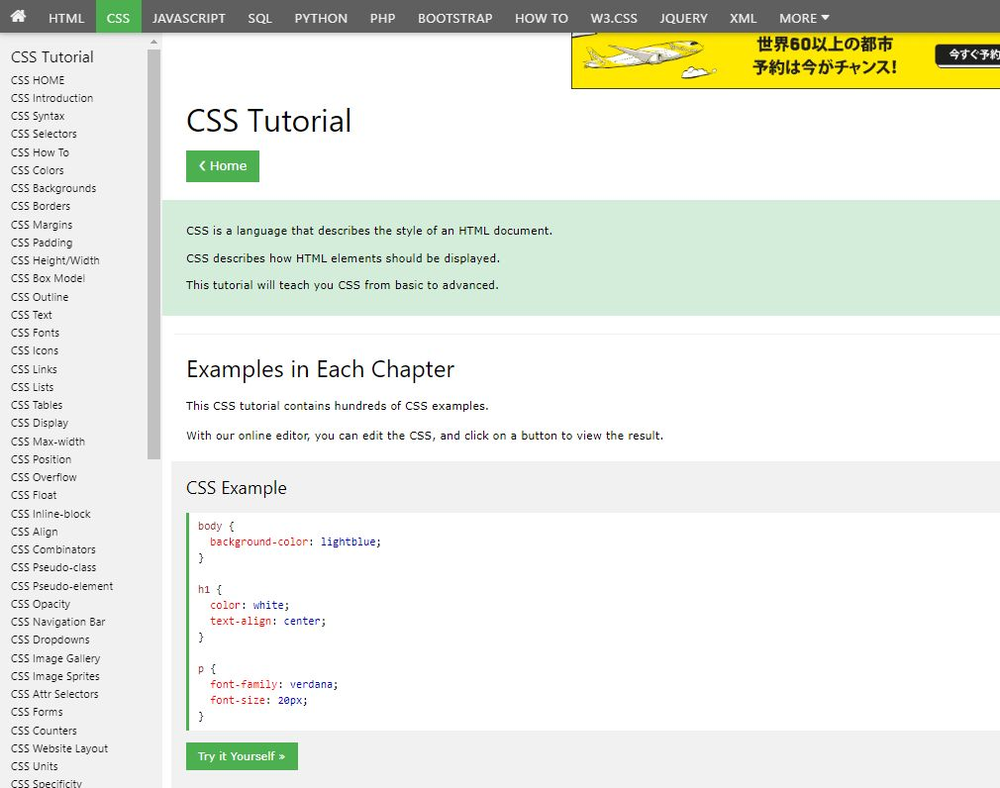 HTML CSS JAVASCRIPT SQL PYTHON PHP BOOTSTRAP HOW TO W3.CSS JQUERY XML MORE
CSS Tutorial
CSS HOME
CSS Introduction
CSS Syntax
CSS Selectors
CSS How To
CSS Colors
CSS Backgrounds
CSS Borders
CSS Margins
CSS Padding
CSS Height/Width
CSS Box Model
CSS Outline
CSS Text
CSS Fonts
CSS Icons
CSS Links
CSS Lists
CSS Tables
CSS Display
CSS Max-width
CSS Position
CSS Overflow
CSS Float
CSS Inline-block
CSS Align
CSS Combinators
CSS Pseudo-class
CSS Pseudo-element
CSS Opacity
CSS Navigation Bar
CSS Dropdowns
CSS Image Gallery
CSS Image Sprites
CSS Attr Selectors
CSS Forms
CSS Counters
CSS Website Layout
CSS Units
CSS Specificity
世界60以上の都市
予約は今がチャンス!
今すぐ予約
CSS Tutorial
❮ Home
CSS is a language that describes the style of an HTML document.
CSS describes how HTML elements should be displayed.
This tutorial will teach you CSS from basic to advanced.
Examples in Each Chapter
This CSS tutorial contains hundreds of CSS examples.
With our online editor, you can edit the CSS, and click on a button to view the result.
CSS Example
body {
  background-color: lightblue;
}
h1 {
  color: white;
  text-align: center;
}
p {
  font-family: verdana;
  font-size: 20px;
}
Try it Yourself »